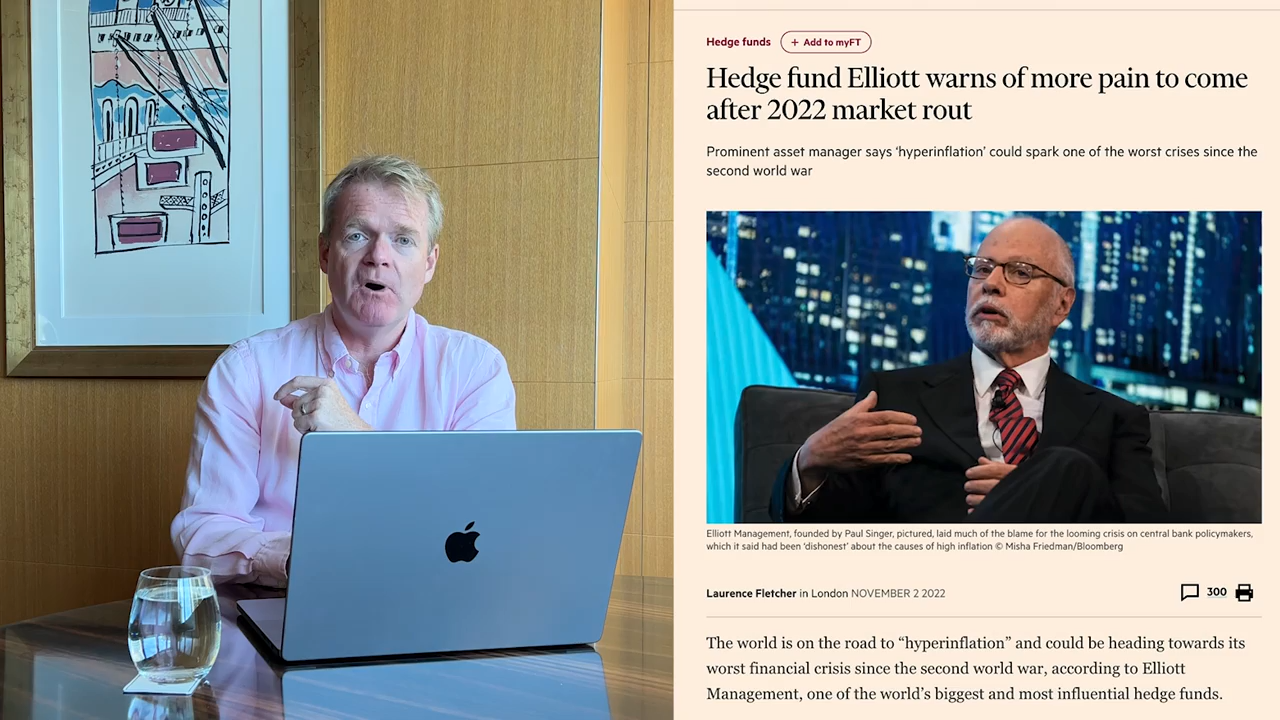 Hedge funds + Add to myFT
Hedge fund Elliott warns of more pain to come
after 2022 market rout
Prominent asset manager says ‘hyperinflation’ could spark one of the worst crises since the
second world war
Elliott Management, founded by Paul Singer, pictured, laid much of the blame for the looming crisis on central bank policymakers,
which it said had been ‘dishonest’ about the causes of high inflation © Misha Friedman/Bloomberg
Laurence Fletcher in London NOVEMBER 2 2022
300
The world is on the road to “hyperinflation” and could be heading towards its
worst financial crisis since the second world war, according to Elliott
Management, one of the world’s biggest and most influential hedge funds.